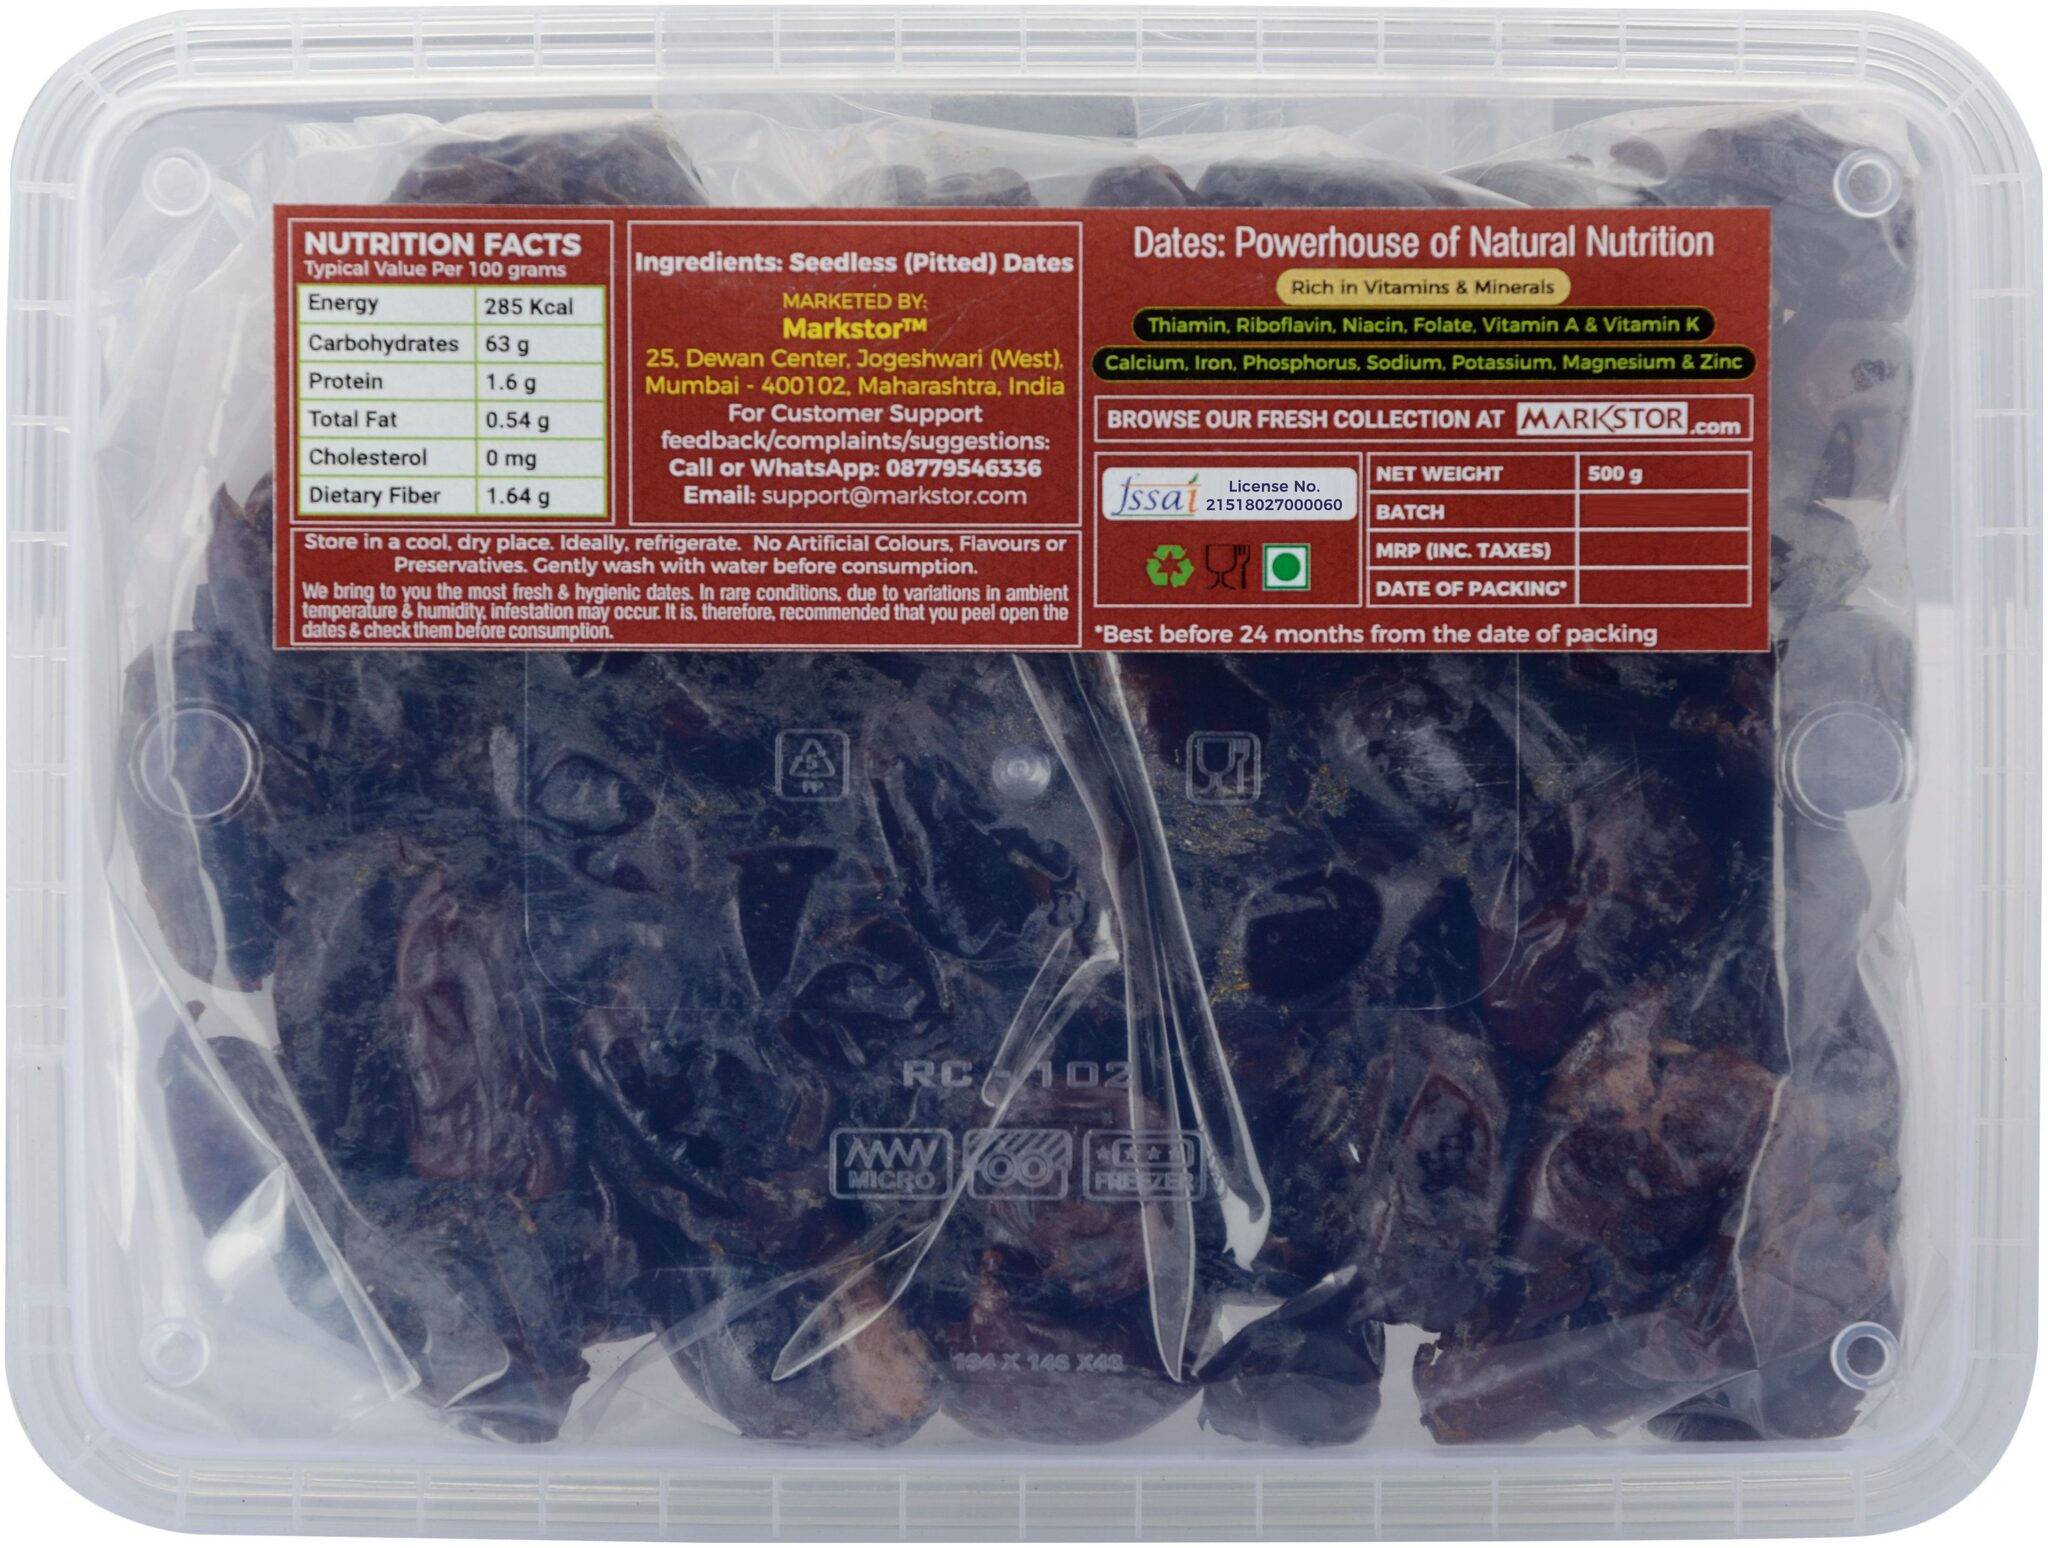 NUTRITION FACTS
Typical Value Per 100 grams
Energy 285 Kcal
Carbohydrates 63 g
Protein 1.6 g
Total Fat 0.54 g
Cholesterol 0 mg
Dietary Fiber 1.64 g
Ingredients: Seedless (Pitted) Dates
MARKETED BY:
Markstor™
25, Dewan Center, Jogeshwari (West),
Mumbai - 400102, Maharashtra, India
For Customer Support
feedback/complaints/suggestions:
Call or WhatsApp: 08779546336
Email: support@markstor.com
Store in a cool, dry place. Ideally, refrigerate. No Artificial Colours, Flavours or
Preservatives. Gently wash with water before consumption.
We bring to you the most fresh & hygienic dates. In rare conditions, due to variations in ambient
temperature & humidity, infestation may occur. It is, therefore, recommended that you peel open the
dates & check them before consumption.
Dates: Powerhouse of Natural Nutrition
Rich in Vitamins & Minerals
Thiamin, Riboflavin, Niacin, Folate, Vitamin A & Vitamin K
Calcium, Iron, Phosphorus, Sodium, Potassium, Magnesium & Zinc
BROWSE OUR FRESH COLLECTION AT MARKSTOR.com
fssai License No.
21518027000060
NET WEIGHT 500 g
BATCH
MRP (INC. TAXES)
DATE OF PACKING*
*Best before 24 months from the date of packing
5
PP
RC - 102
MICRO
FREEZER